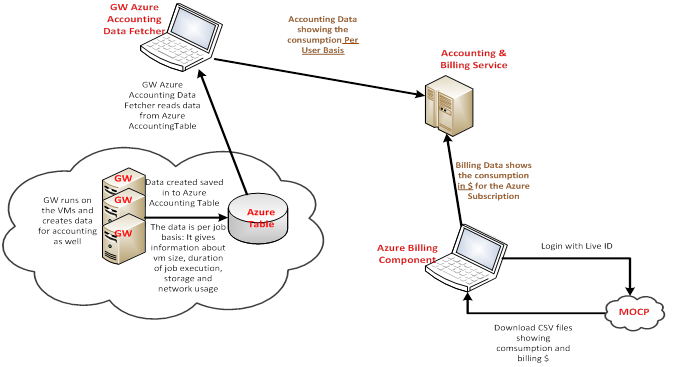 GW Azure
Accounting
Data Fetcher
Accounting Data
showing the
consumption Per
User Basis
Accounting &
Billing Service
GW Azure
Accounting Data
Fetcher reads data
from Azure
AccountingTable
Billing Data shows
the consumption
in $ for the Azure
Subscription
GW
GW
GW
GW runs on
the VMs and
creates data
for accounting
as well
Data created saved
in to Azure
Accounting Table
Azure
Table
The data is per job
basis: It gives
information about
vm size, duration
of job execution,
storage and
network usage
Azure Billing
Component
Login with Live ID
MOCP
Download CSV files
showing
comsumption and
billing $